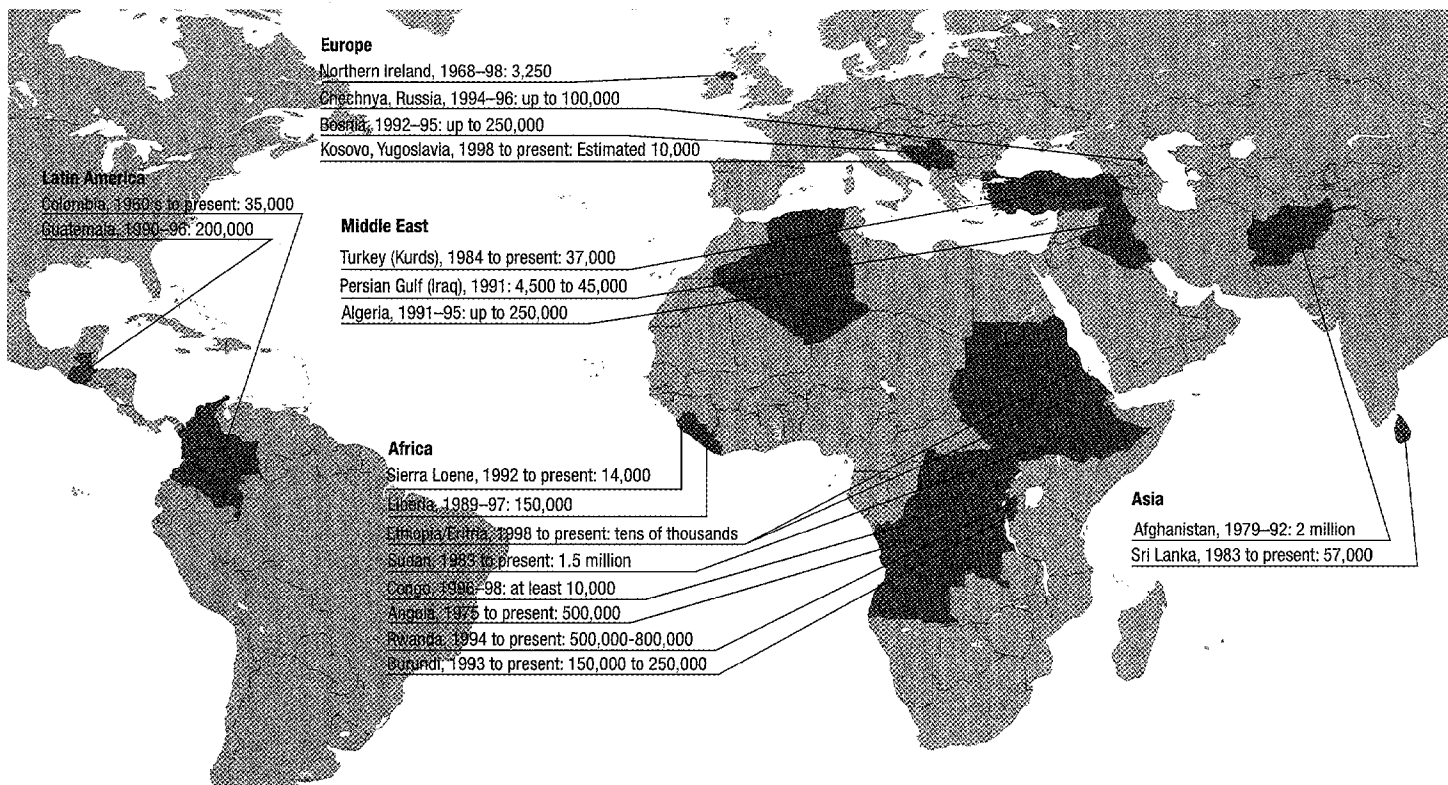 Europe
Northern Ireland, 1968–98: 3,250
Chechnya, Russia, 1994–96: up to 100,000
Bosnia, 1992–95: up to 250,000
Kosovo, Yugoslavia, 1998 to present: Estimated 10,000
Latin America
Colombia, 1960's to present: 35,000
Guatemala, 1990–96: 200,000
Middle East
Turkey (Kurds), 1984 to present: 37,000
Persian Gulf (Iraq), 1991: 4,500 to 45,000
Algeria, 1991–95: up to 250,000
Africa
Sierra Loene, 1992 to present: 14,000
Liberia, 1989–97: 150,000
Ethiopia/Eritria, 1998 to present: tens of thousands
Sudan, 1983 to present: 1.5 million
Congo, 1996–98: at least 10,000
Angola, 1975 to present: 500,000
Rwanda, 1994 to present: 500,000-800,000
Burundi, 1993 to present: 150,000 to 250,000
Asia
Afghanistan, 1979–92: 2 million
Sri Lanka, 1983 to present: 57,000